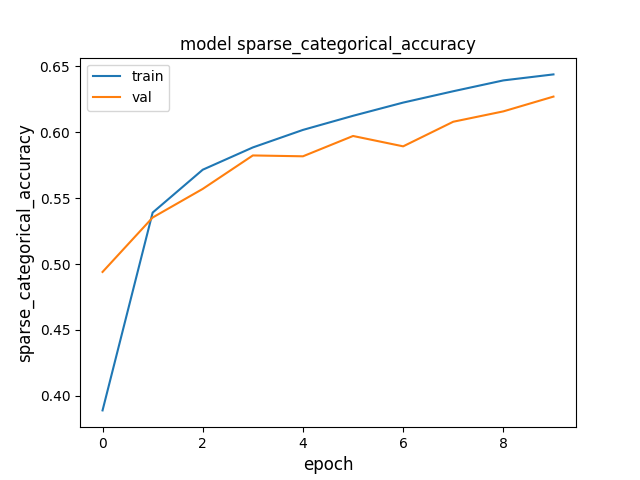 model sparse_categorical_accuracy
train
val
sparse_categorical_accuracy
0.65
0.60
0.55
0.50
0.45
0.40
0 2 4 6 8
epoch